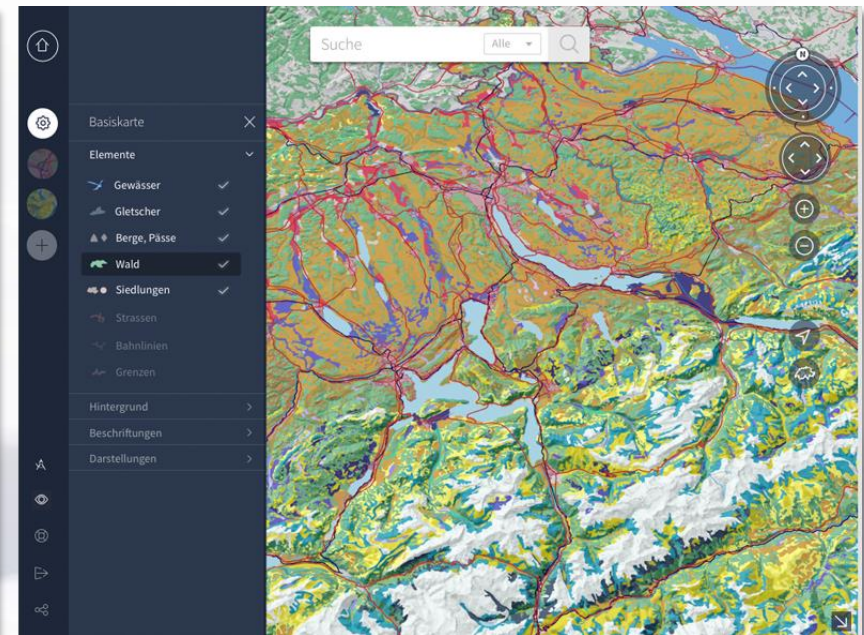 Suche
Alle
N
Basiskarte
Elemente
Gewässer
Gletscher
Berge, Pässe
Wald
Siedlungen
Strassen
Bahnlinien
Grenzen
Hintergrund
Beschriftungen
Darstellungen